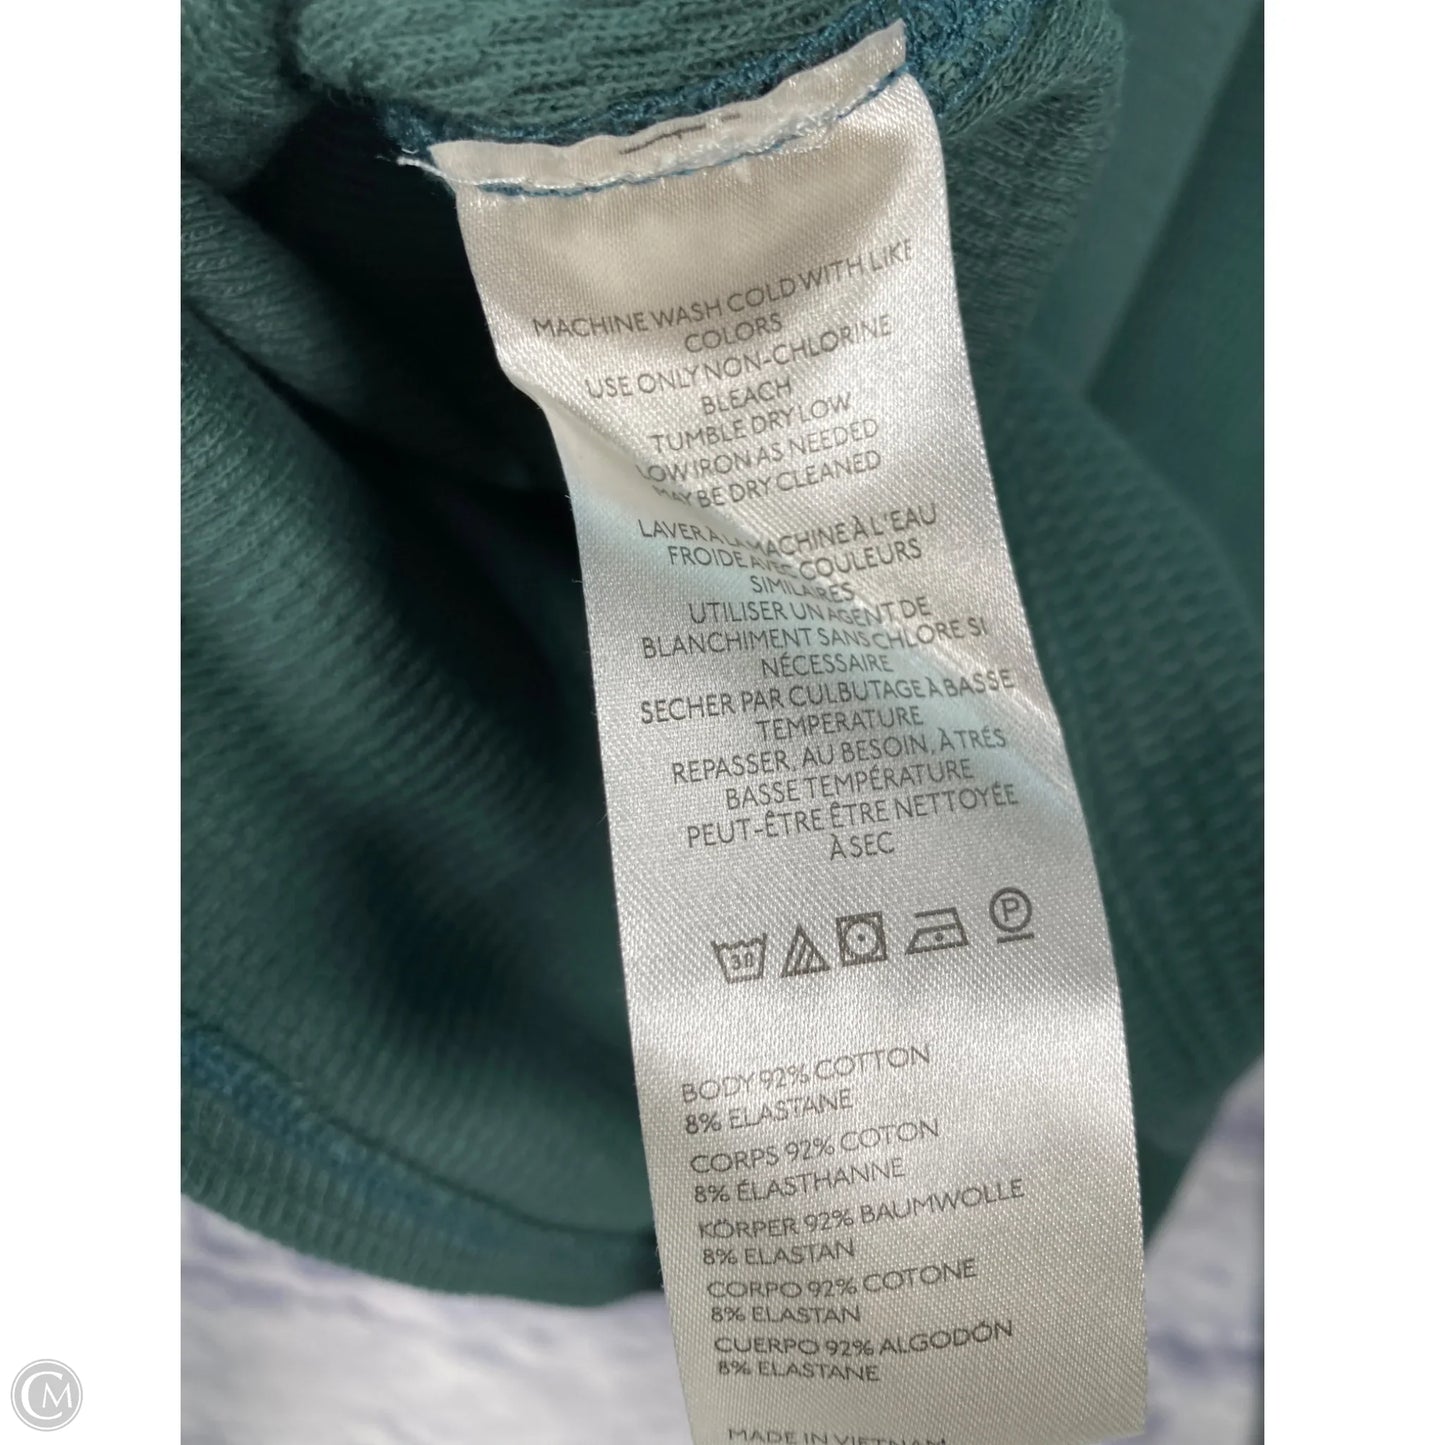 MACHINE WASH COLD WITH LIKE
COLORS
USE ONLY NON-CHLORINE
BLEACH
TUMBLE DRY LOW
LOW IRON AS NEEDED
MAY BE DRY CLEANED
LAVER À LA MACHINE À L'EAU
FROIDE AVEC COULEURS
SIMILAIRES
UTILISER UN AGENT DE
BLANCHIMENT SANS CHLORE SI
NÉCESSAIRE
SECHER PAR CULBUTAGE À BASSE
TEMPERATURE
REPASSER, AU BESOIN, À TRÉS
BASSE TEMPÉRATURE
PEUT-ÊTRE ÊTRE NETTOYÉE
À SEC
30 P
BODY 92% COTTON
8% ELASTANE
CORPS 92% COTON
8% ÉLASTHANNE
KÖRPER 92% BAUMWOLLE
8% ELASTAN
CORPO 92% COTONE
8% ELASTAN
CUERPO 92% ALGODÓN
8% ELASTANE
MADE IN VIETNAM
CM